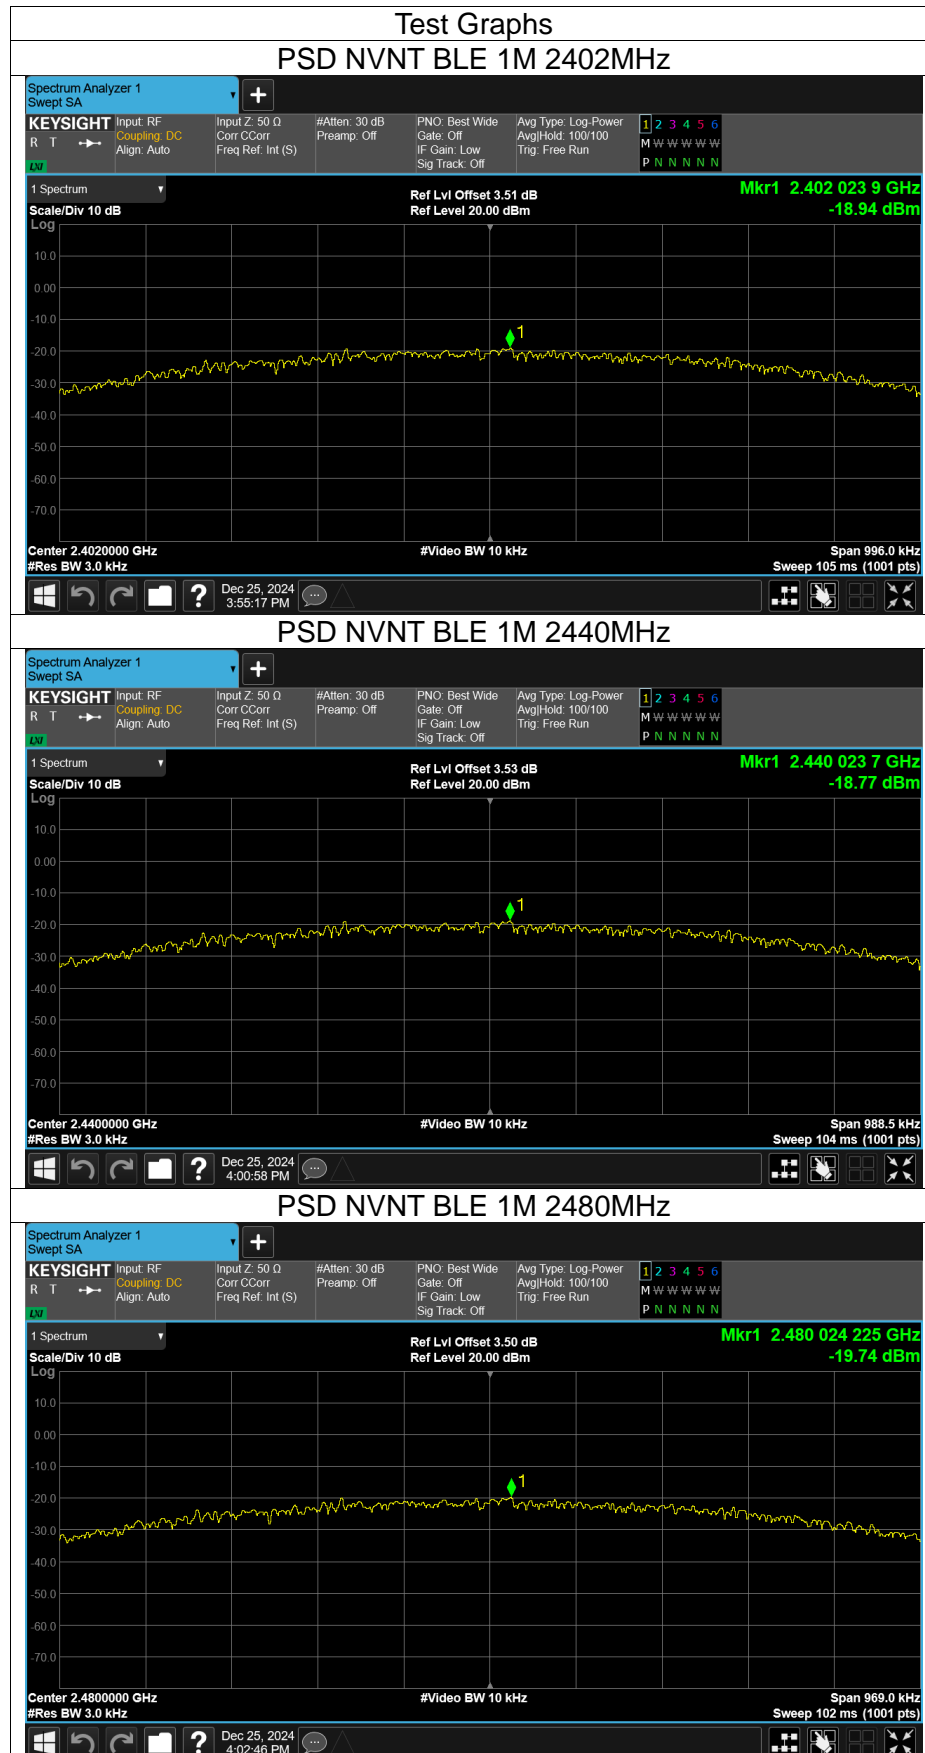 Test Graphs
PSD NVNT BLE 1M 2402MHz
Spectrum Analyzer 1
Swept SA
KEYSIGHT
R T
LXI
Input: RF
Coupling: DC
Align: Auto
Input Z: 50 Ω
Corr CCorr
Freq Ref: Int (S)
#Atten: 30 dB
Preamp: Off
PNO: Best Wide
Gate: Off
IF Gain: Low
Sig Track: Off
Avg Type: Log-Power
Avg|Hold: 100/100
Trig: Free Run
1 2 3 4 5 6
M W W W W W
P N N N N N
1 Spectrum
Scale/Div 10 dB
Ref Lvl Offset 3.51 dB
Ref Level 20.00 dBm
Mkr1 2.402 023 9 GHz
-18.94 dBm
Log
10.0
0.00
-10.0
-20.0
-30.0
-40.0
-50.0
-60.0
-70.0
1
Center 2.4020000 GHz
#Res BW 3.0 kHz
#Video BW 10 kHz
Span 996.0 kHz
Sweep 105 ms (1001 pts)
?
Dec 25, 2024
3:55:17 PM
PSD NVNT BLE 1M 2440MHz
Spectrum Analyzer 1
Swept SA
KEYSIGHT
R T
LXI
Input: RF
Coupling: DC
Align: Auto
Input Z: 50 Ω
Corr CCorr
Freq Ref: Int (S)
#Atten: 30 dB
Preamp: Off
PNO: Best Wide
Gate: Off
IF Gain: Low
Sig Track: Off
Avg Type: Log-Power
Avg|Hold: 100/100
Trig: Free Run
1 2 3 4 5 6
M W W W W W
P N N N N N
1 Spectrum
Scale/Div 10 dB
Ref Lvl Offset 3.53 dB
Ref Level 20.00 dBm
Mkr1 2.440 023 7 GHz
-18.77 dBm
Log
10.0
0.00
-10.0
-20.0
-30.0
-40.0
-50.0
-60.0
-70.0
1
Center 2.4400000 GHz
#Res BW 3.0 kHz
#Video BW 10 kHz
Span 988.5 kHz
Sweep 104 ms (1001 pts)
?
Dec 25, 2024
4:00:58 PM
PSD NVNT BLE 1M 2480MHz
Spectrum Analyzer 1
Swept SA
KEYSIGHT
R T
LXI
Input: RF
Coupling: DC
Align: Auto
Input Z: 50 Ω
Corr CCorr
Freq Ref: Int (S)
#Atten: 30 dB
Preamp: Off
PNO: Best Wide
Gate: Off
IF Gain: Low
Sig Track: Off
Avg Type: Log-Power
Avg|Hold: 100/100
Trig: Free Run
1 2 3 4 5 6
M W W W W W
P N N N N N
1 Spectrum
Scale/Div 10 dB
Ref Lvl Offset 3.50 dB
Ref Level 20.00 dBm
Mkr1 2.480 024 225 GHz
-19.74 dBm
Log
10.0
0.00
-10.0
-20.0
-30.0
-40.0
-50.0
-60.0
-70.0
1
Center 2.4800000 GHz
#Res BW 3.0 kHz
#Video BW 10 kHz
Span 969.0 kHz
Sweep 102 ms (1001 pts)
?
Dec 25, 2024
4:02:46 PM